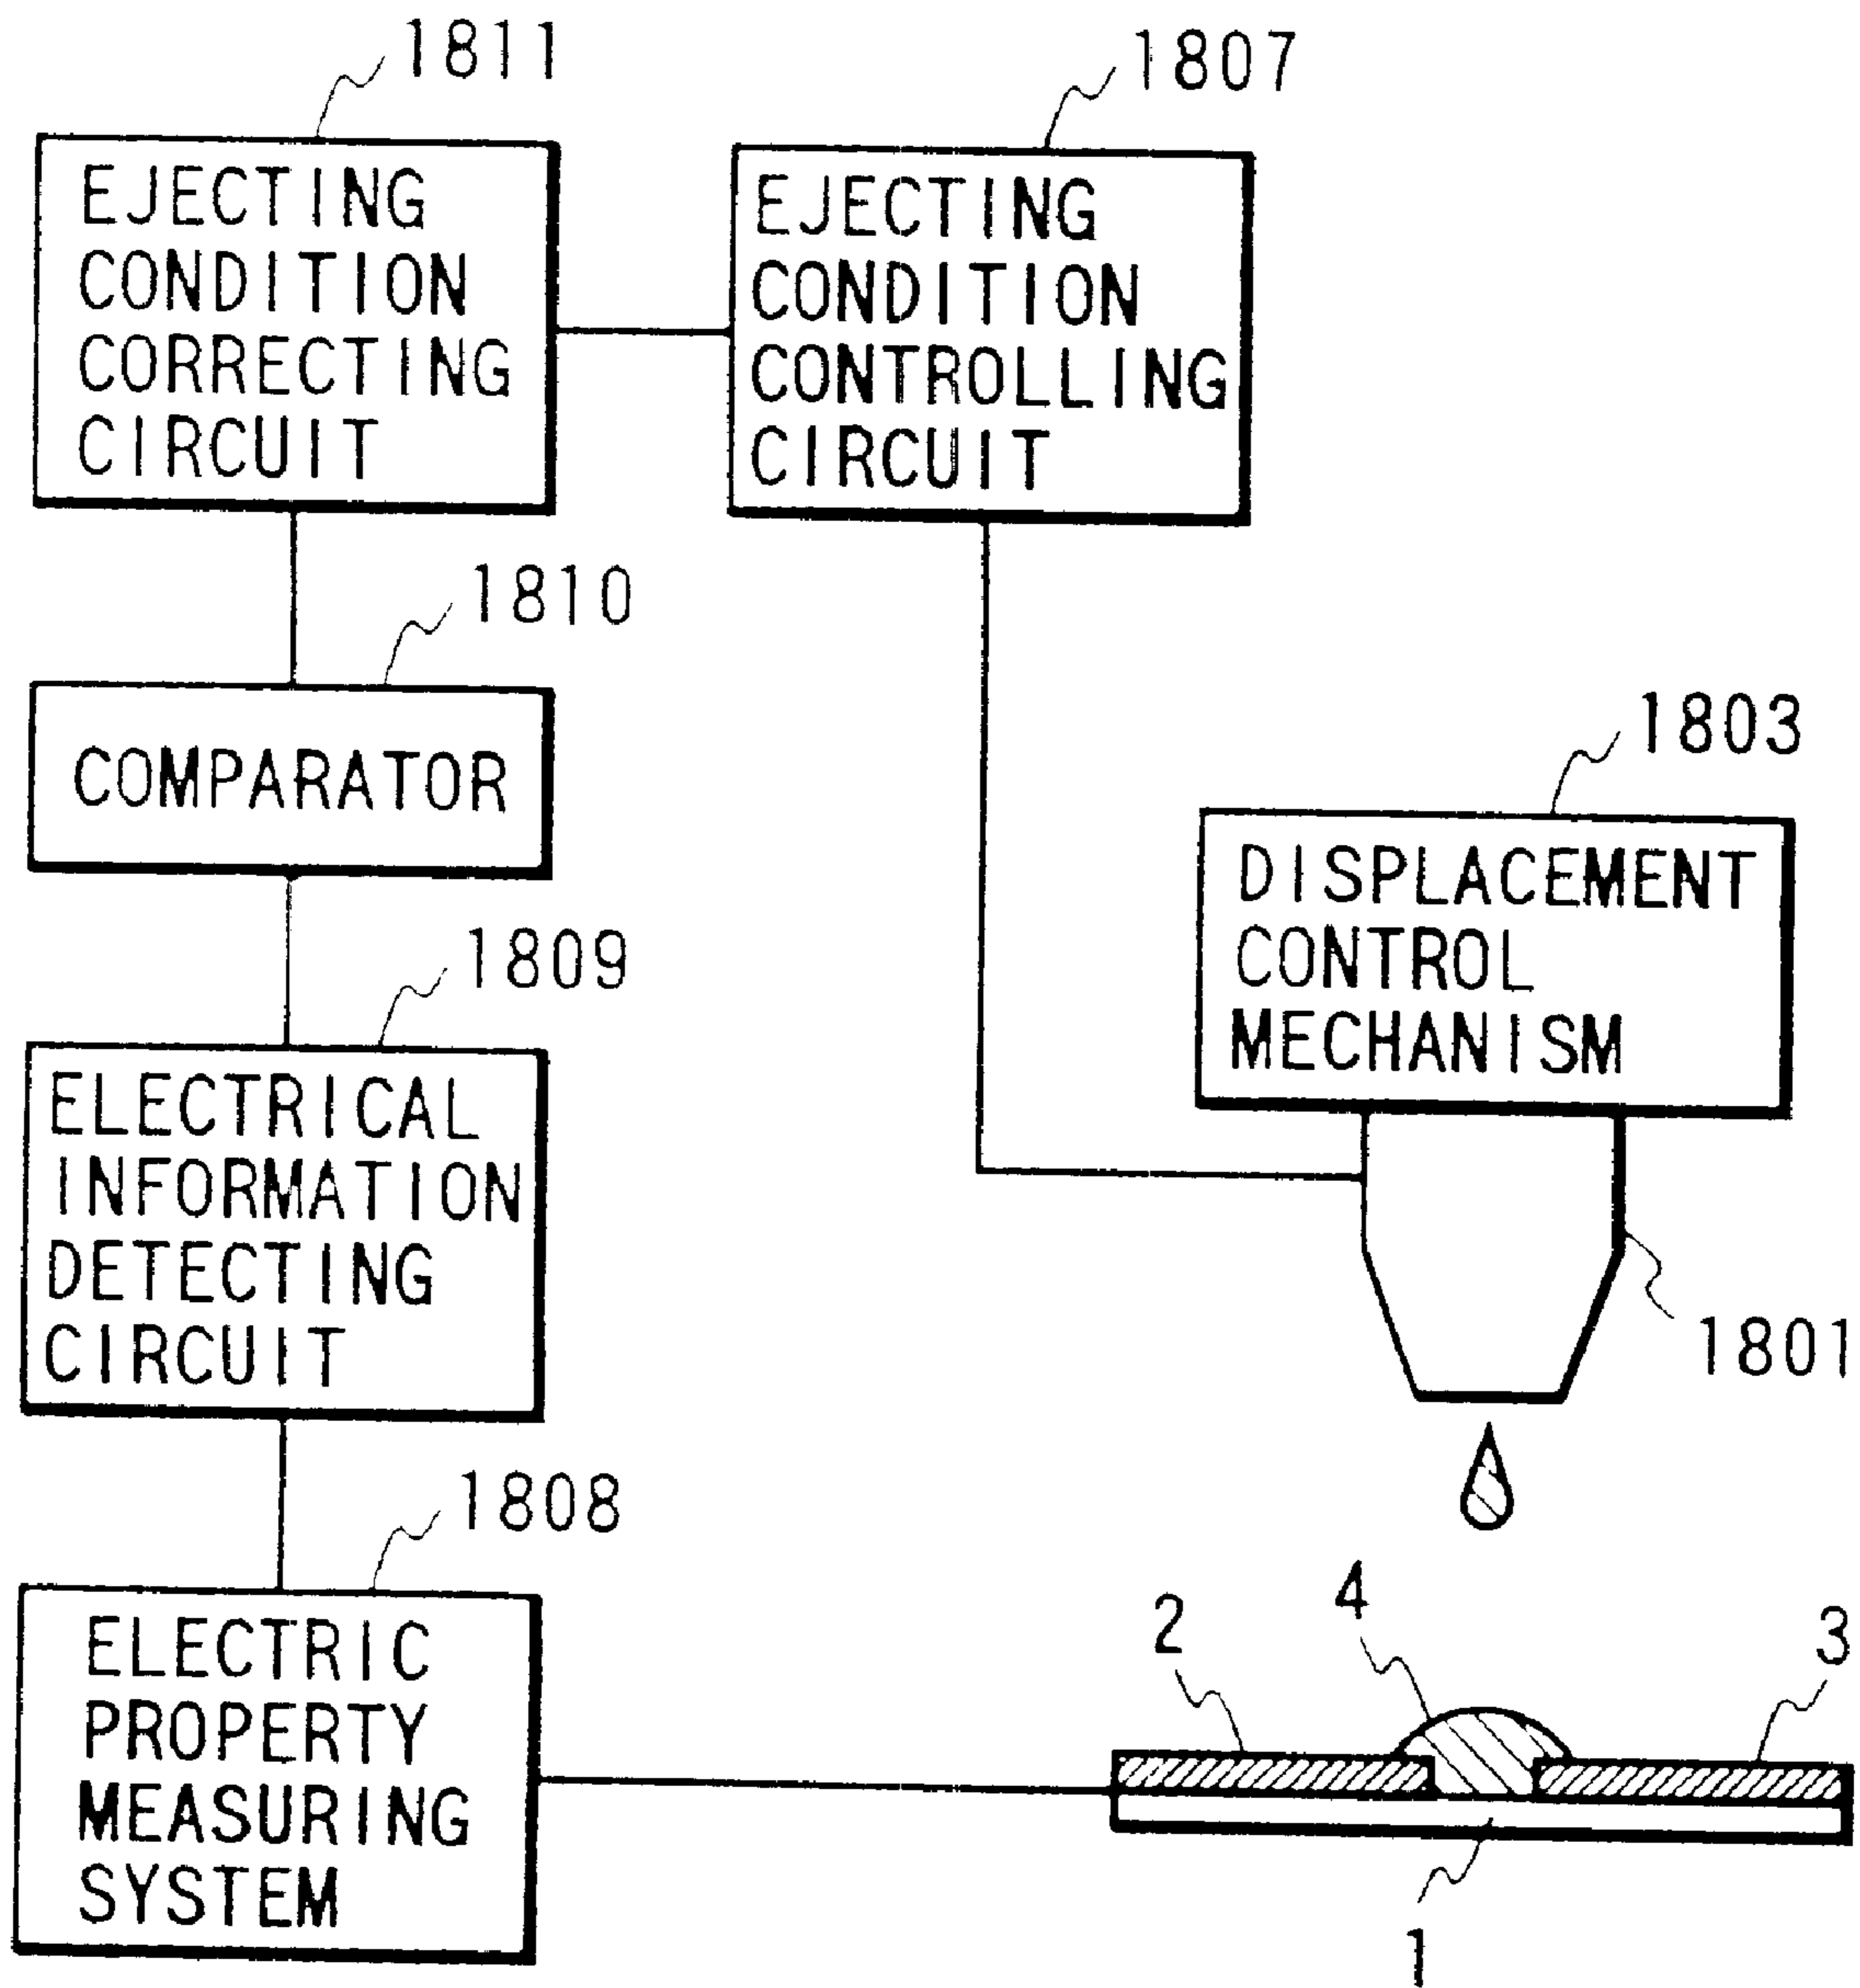 1811
EJECTING
CONDITION
CORRECTING
CIRCUIT
1807
EJECTING
CONDITION
CONTROLLING
CIRCUIT
1810
COMPARATOR
1803
DISPLACEMENT
CONTROL
MECHANISM
1809
ELECTRICAL
INFORMATION
DETECTING
CIRCUIT
1801
1808
ELECTRIC
PROPERTY
MEASURING
SYSTEM
2
4
3
1